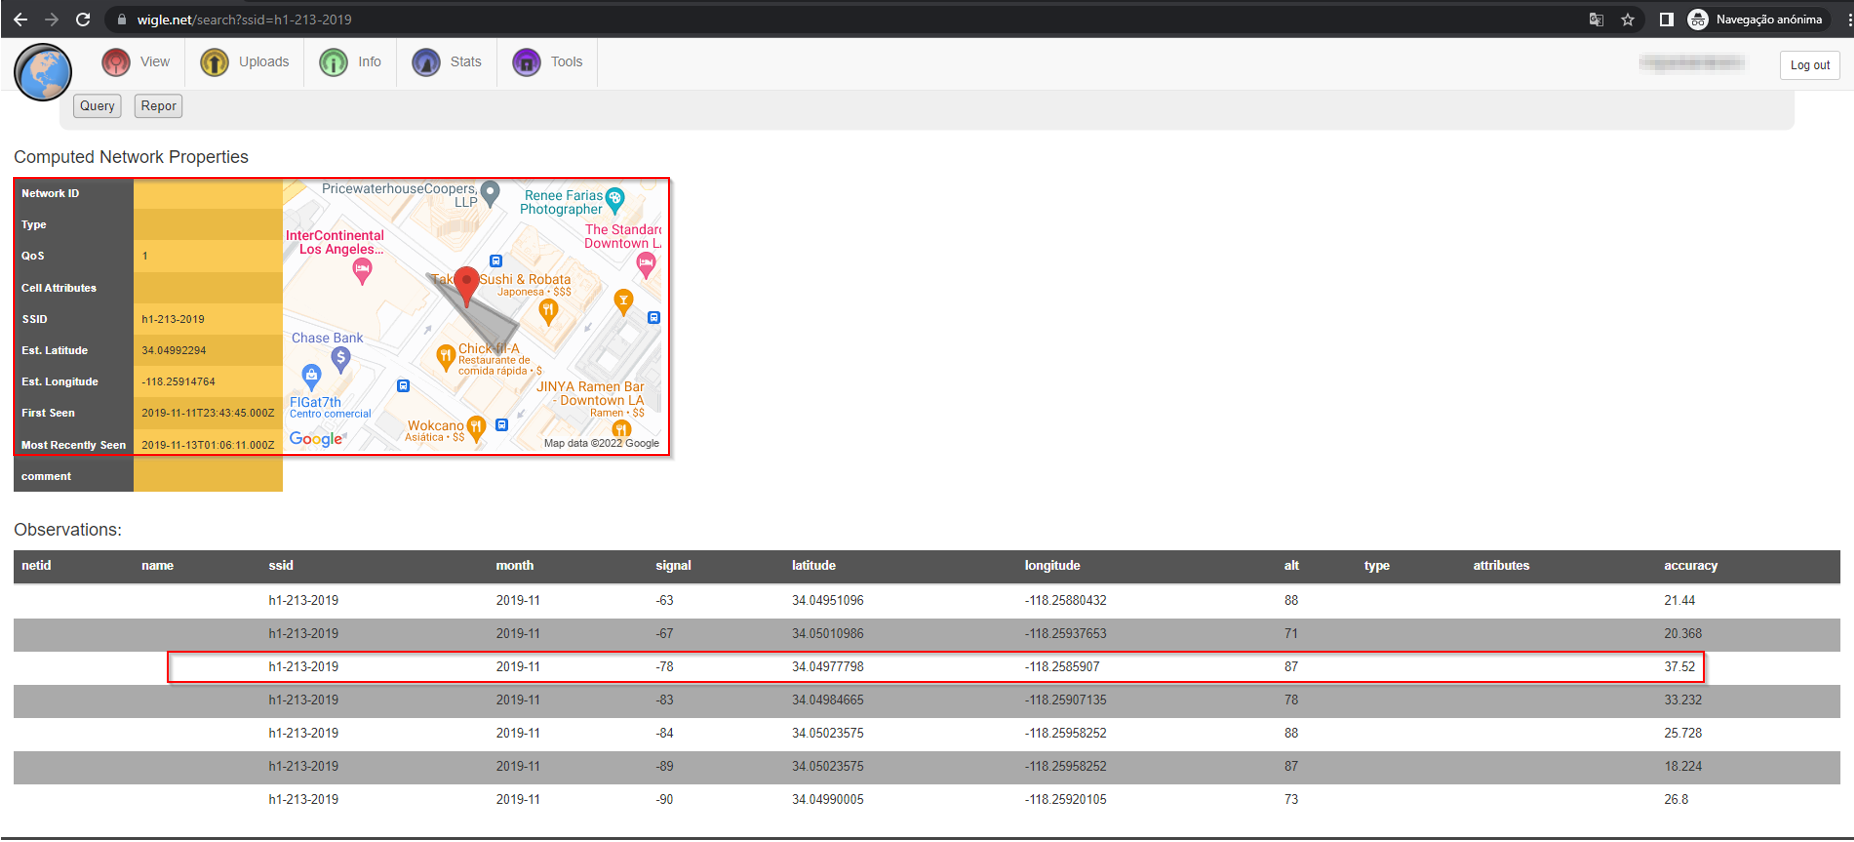 wigle.net/search?ssid=h1-213-2019
Navegação anónima
View
Uploads
Info
Stats
Tools
Log out
Query
Repor
Computed Network Properties
Network ID
Type
QoS 1
Cell Attributes
SSID h1-213-2019
Est. Latitude 34.04992294
Est. Longitude -118.25914764
First Seen 2019-11-11T23:43:45.000Z
Most Recently Seen 2019-11-13T01:06:11.000Z
comment
PricewaterhouseCoopers,
LLP
Renee Farias
Photographer
InterContinental
Los Angeles...
The Standard
Downtown L
Tak Sushi & Robata
Japonesa • $$$
Chase Bank
Chick-fil-A
Restaurante de
comida rápida • $
JINYA Ramen Bar
- Downtown LA
Ramen • $$
FIGat7th
Centro comercial
Wokcano
Asiática • $$
Google
Map data ©2022 Google
Observations:
netid name ssid month signal latitude longitude alt type attributes accuracy
h1-213-2019 2019-11 -63 34.04951096 -118.25880432 88 21.44
h1-213-2019 2019-11 -67 34.05010986 -118.25937653 71 20.368
h1-213-2019 2019-11 -78 34.04977798 -118.2585907 87 37.52
h1-213-2019 2019-11 -83 34.04984665 -118.25907135 78 33.232
h1-213-2019 2019-11 -84 34.05023575 -118.25958252 88 25.728
h1-213-2019 2019-11 -89 34.05023575 -118.25958252 87 18.224
h1-213-2019 2019-11 -90 34.04990005 -118.25920105 73 26.8